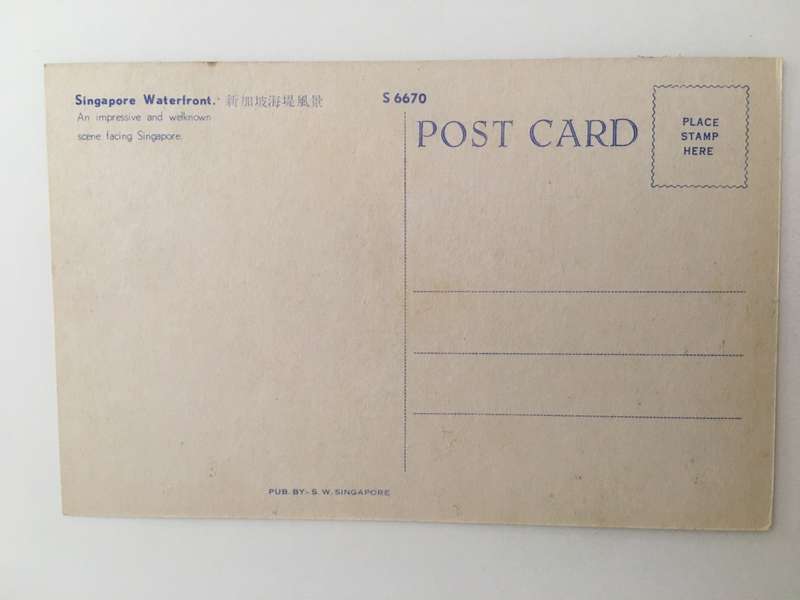 Singapore Waterfront. 新加坡海堤風景
An impressive and welknown
scene facing Singapore.
S 6670
POST CARD
PLACE
STAMP
HERE
PUB. BY:- S. W. SINGAPORE